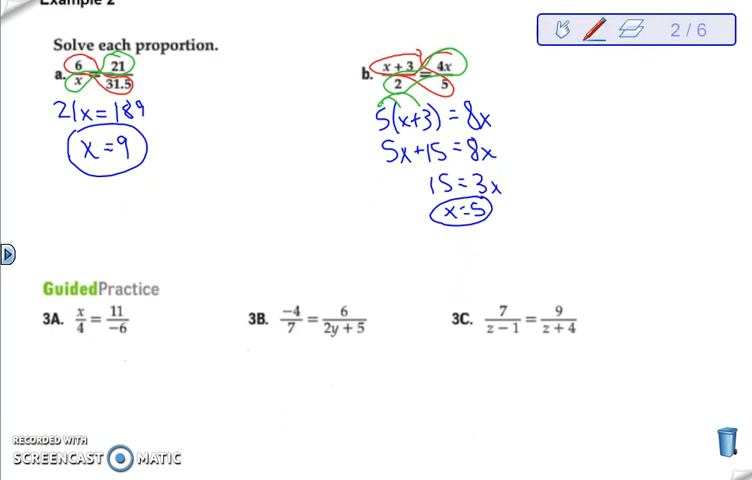 Example 2
2 / 6
Solve each proportion.
a. 6/x = 21/31.5
21x = 189
x = 9
b. x + 3/2 = 4x/5
5(x+3) = 8x
5x+15 = 8x
15 = 3x
x=5
GuidedPractice
3A. x/4 = 11/-6
3B. -4/7 = 6/2y + 5
3C. 7/z - 1 = 9/z + 4
RECORDED WITH
SCREENCAST MATIC